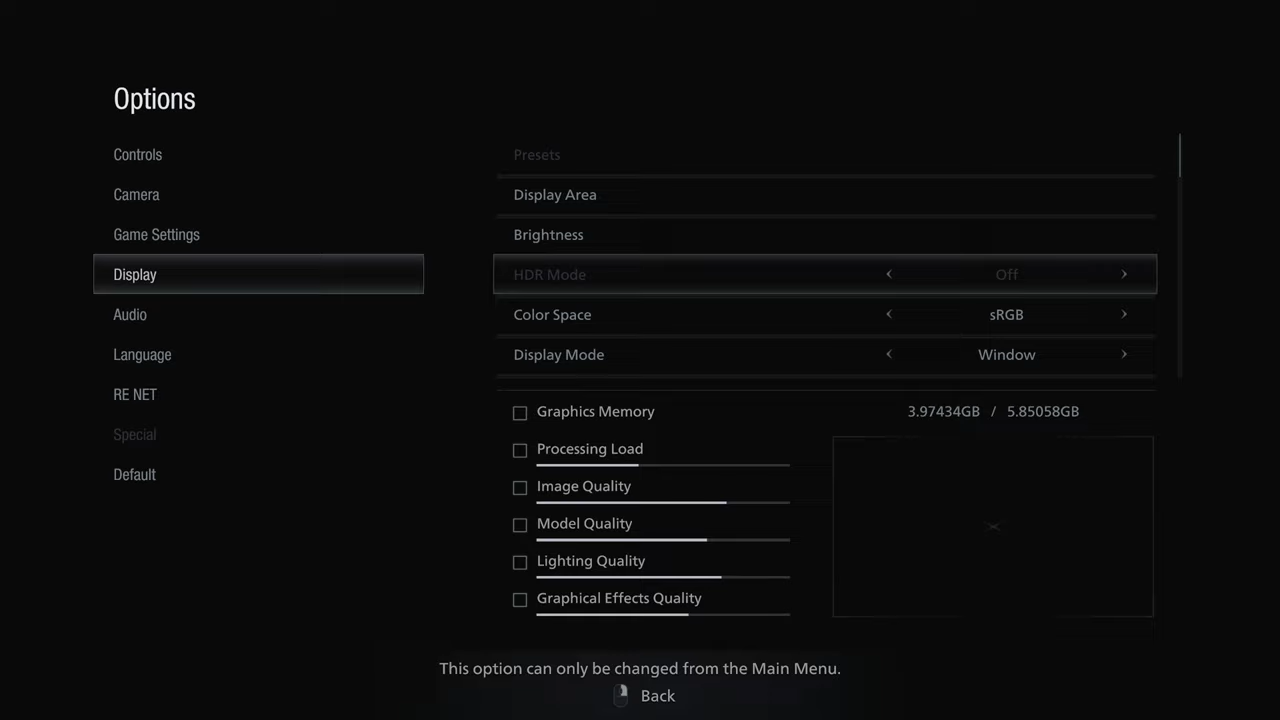 Options
Controls
Camera
Game Settings
Display
Audio
Language
RE NET
Special
Default
Presets
Display Area
Brightness
HDR Mode Off
Color Space sRGB
Display Mode Window
Graphics Memory 3.97434GB / 5.85058GB
Processing Load
Image Quality
Model Quality
Lighting Quality
Graphical Effects Quality
This option can only be changed from the Main Menu.
Back